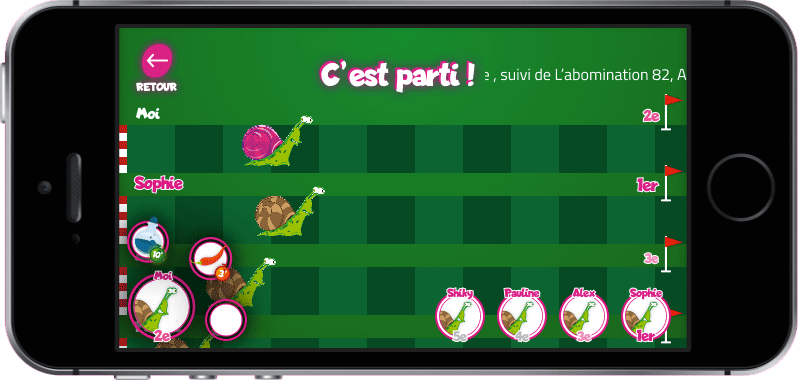 C'est parti !
e , suivi de L'abomination 82, A
RETOUR
Moi
2e
Sophie
1er
3e
10
3
Moi
2e
Shiky
5e
Pauline
4e
Alex
3e
Sophie
1er